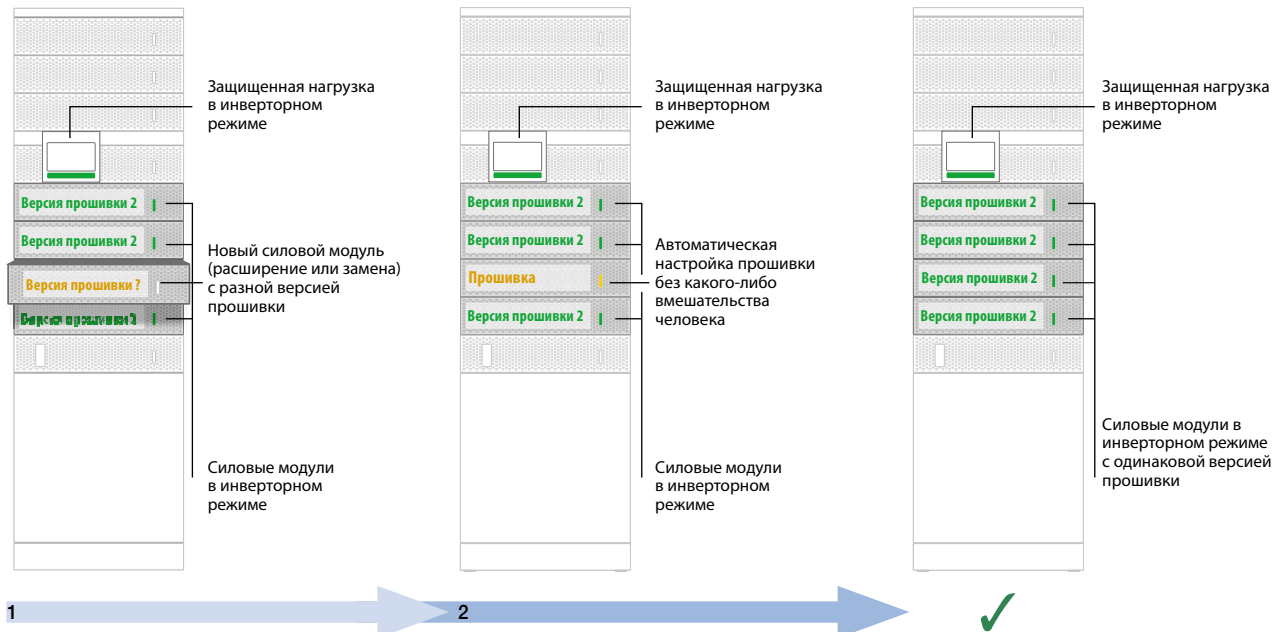 Защищенная нагрузка
в инверторном
режиме
Версия прошивки 2
Версия прошивки 2
Новый силовой модуль
(расширение или замена)
с разной версией
прошивки
Версия прошивки ?
Версия прошивки 2
Силовые модули
в инверторном
режиме
1
Защищенная нагрузка
в инверторном
режиме
Версия прошивки 2
Версия прошивки 2
Автоматическая
настройка прошивки
без какого-либо
вмешательства
человека
Прошивка
Версия прошивки 2
Силовые модули
в инверторном
режиме
2
Защищенная нагрузка
в инверторном
режиме
Версия прошивки 2
Версия прошивки 2
Версия прошивки 2
Версия прошивки 2
Силовые модули в
инверторном режиме
с одинаковой версией
прошивки